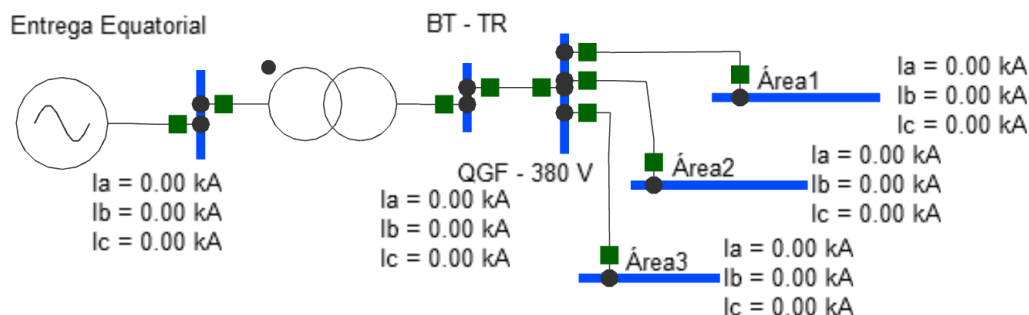 Entrega Equatorial
BT - TR
Área1
Ia = 0.00 kA
Ib = 0.00 kA
Ic = 0.00 kA
Área2
Ia = 0.00 kA
Ib = 0.00 kA
Ic = 0.00 kA
QGF - 380 V
Ia = 0.00 kA
Ib = 0.00 kA
Ic = 0.00 kA
Ia = 0.00 kA
Ib = 0.00 kA
Ic = 0.00 kA
Área3
Ia = 0.00 kA
Ib = 0.00 kA
Ic = 0.00 kA